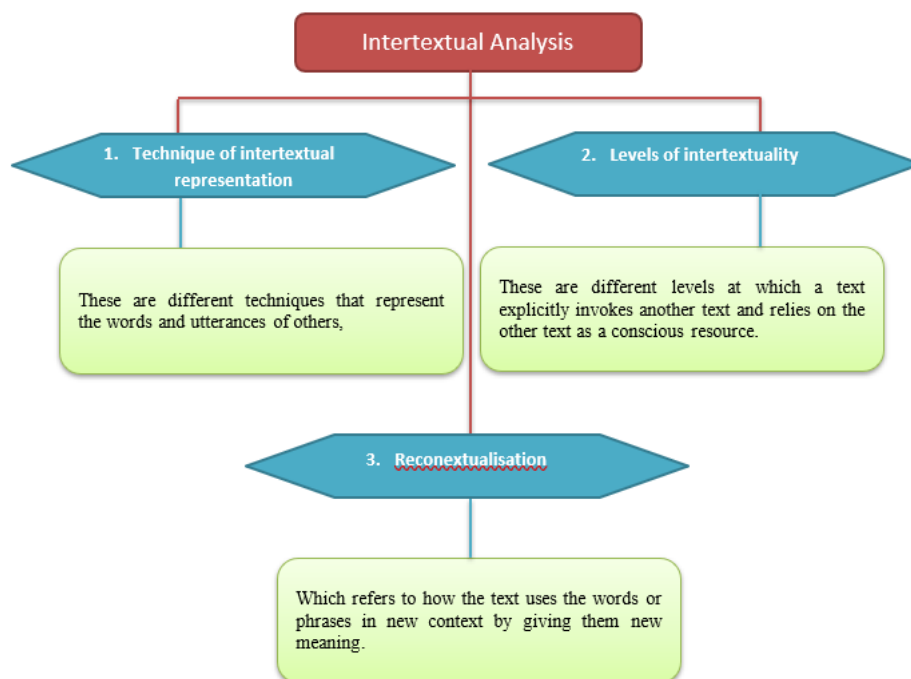 Intertextual Analysis
1. Technique of intertextual
representation
2. Levels of intertextuality
These are different techniques that represent
the words and utterances of others,
These are different levels at which a text
explicitly invokes another text and relies on the
other text as a conscious resource.
3. Reconextualisation
Which refers to how the text uses the words or
phrases in new context by giving them new
meaning.